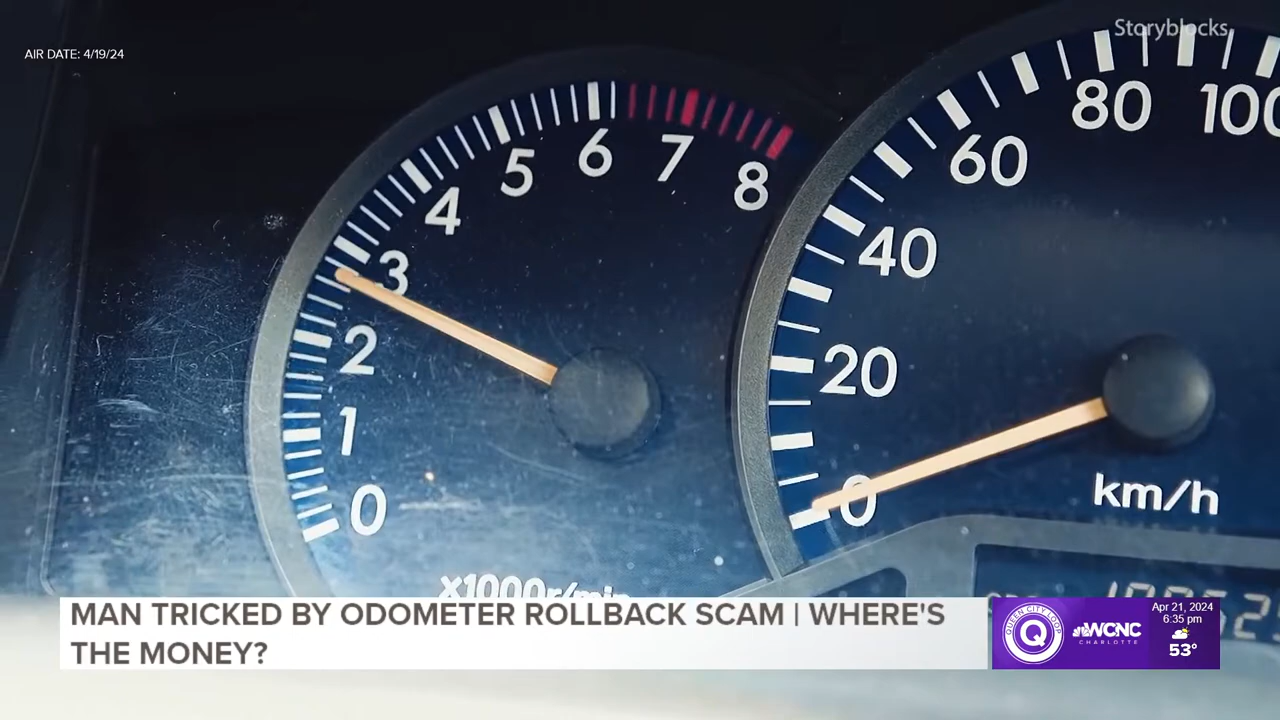 Storyblocks
AIR DATE: 4/19/24
0 1 2 3 4 5 6 7 8
x1000r/min
0 20 40 60 80 100
km/h
MAN TRICKED BY ODOMETER ROLLBACK SCAM | WHERE'S
THE MONEY?
QUEEN CITY LOOP
Q
WCNC
CHARLOTTE
Apr 21, 2024
6:35 pm
53°